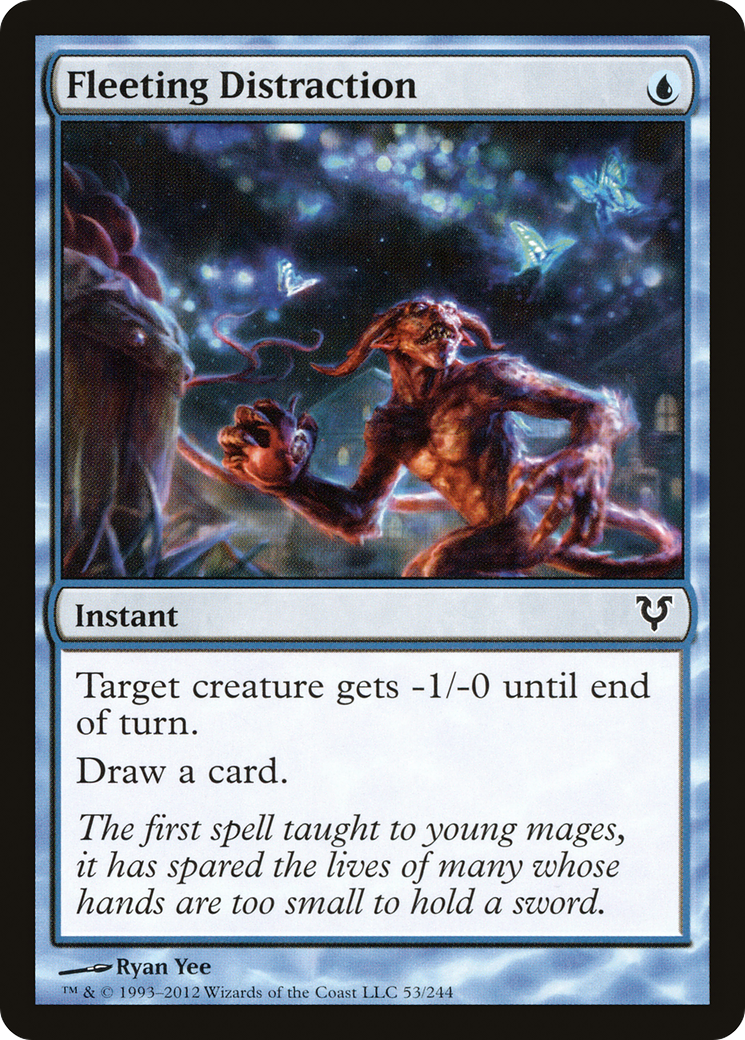 Fleeting Distraction
Instant
Target creature gets -1/-0 until end
of turn.
Draw a card.
The first spell taught to young mages,
it has spared the lives of many whose
hands are too small to hold a sword.
Ryan Yee
™ & © 1993–2012 Wizards of the Coast LLC 53/244